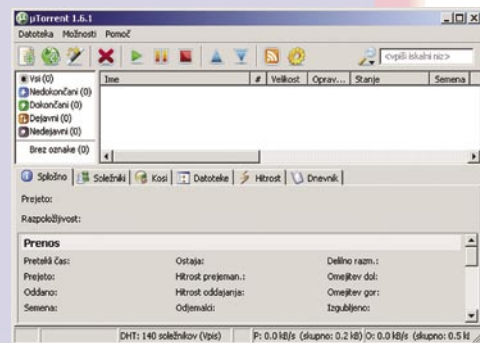 µTorrent 1.6.1
Datoteka Možnosti Pomoč
<vpiši iskalni niz>
Vsi (0)
Nedokončani (0)
Dokončani (0)
Dejavni (0)
Nedejavni (0)
Brez oznake (0)
Ime # Velikost Oprav... Stanje Semena
Splošno Soležniki Kosi Datoteke Hitrost Dnevnik
Prejeto:
Razpoložljivost:
Prenos
Pretekli čas: Ostaja: Delilno razm.:
Prejeto: Hitrost prejeman.: Omejitev dol:
Oddano: Hitrost oddajanja: Omejitev gor:
Semena: Odjemalci: Izgubljeno:
DHT: 140 soležnikov (Vpis) P: 0.0 kB/s (skupno: 0.2 kB) O: 0.0 kB/s (skupno: 0.5 kB